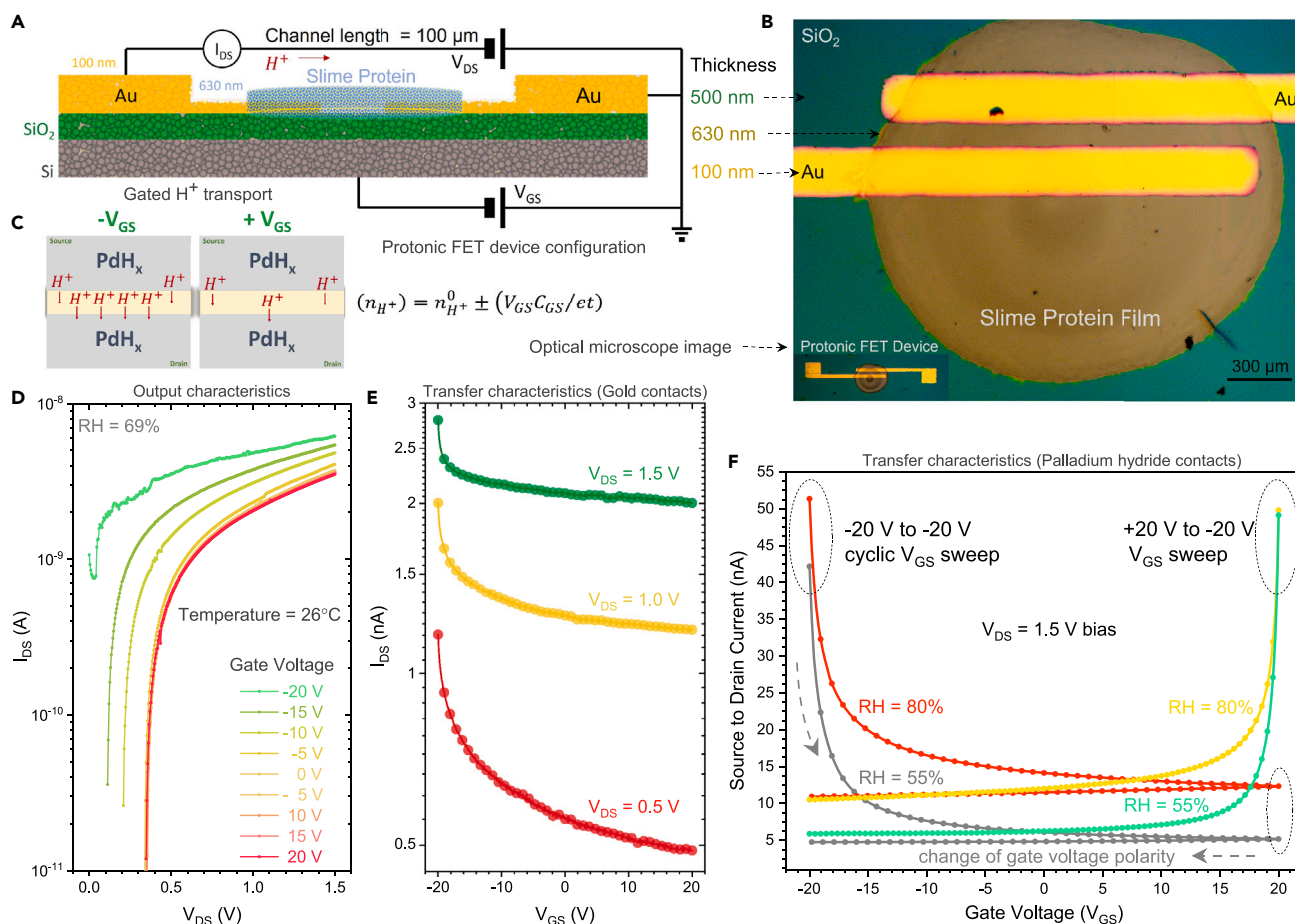 A
I_DS
Channel length = 100 µm
H⁺
V_DS
100 nm
Au
630 nm
Slime Protein
Au
SiO₂
Si
Gated H⁺ transport
V_GS
Protonic FET device configuration
Thickness
500 nm
630 nm
100 nm
B
SiO₂
Au
Au
Slime Protein Film
Optical microscope image
Protonic FET Device
300 µm
C
-V_GS
+ V_GS
Source
PdHₓ
H⁺ H⁺
H⁺ H⁺ H⁺ H⁺
PdHₓ
Drain
Source
PdHₓ
H⁺ H⁺
H⁺
PdHₓ
Drain
(n_H⁺) = n⁰_H⁺ ± (V_GS C_GS/et)
D
Output characteristics
10⁻⁸
10⁻⁹
10⁻¹⁰
10⁻¹¹
I_DS (A)
RH = 69%
Temperature = 26°C
Gate Voltage
-20 V
-15 V
-10 V
-5 V
0 V
- 5 V
10 V
15 V
20 V
0.0 0.5 1.0 1.5
V_DS (V)
E
Transfer characteristics (Gold contacts)
3
2.5
2
1.5
1
0.5
I_DS (nA)
V_DS = 1.5 V
V_DS = 1.0 V
V_DS = 0.5 V
-20 -15 -10 -5 0 5 10 15 20
V_GS (V)
F
Transfer characteristics (Palladium hydride contacts)
55
50
45
40
35
30
25
20
15
10
5
Source to Drain Current (nA)
-20 V to -20 V
cyclic V_GS sweep
+20 V to -20 V
V_GS sweep
V_DS = 1.5 V bias
RH = 80%
RH = 80%
RH = 55%
RH = 55%
change of gate voltage polarity
-20 -15 -10 -5 0 5 10 15 20
Gate Voltage (V_GS)